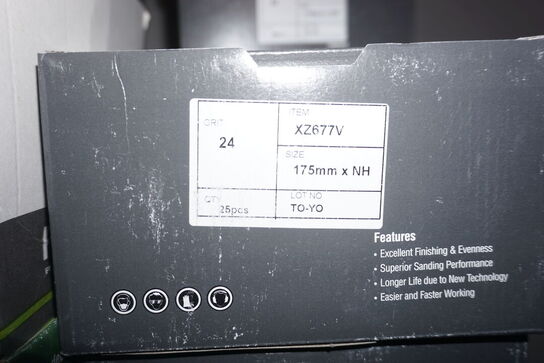 GRIT
24
ITEM
XZ677V
SIZE
175mm x NH
QTY
25pcs
LOT NO.
TO-YO
Features
• Excellent Finishing & Evenness
• Superior Sanding Performance
• Longer Life due to New Technology
• Easier and Faster Working